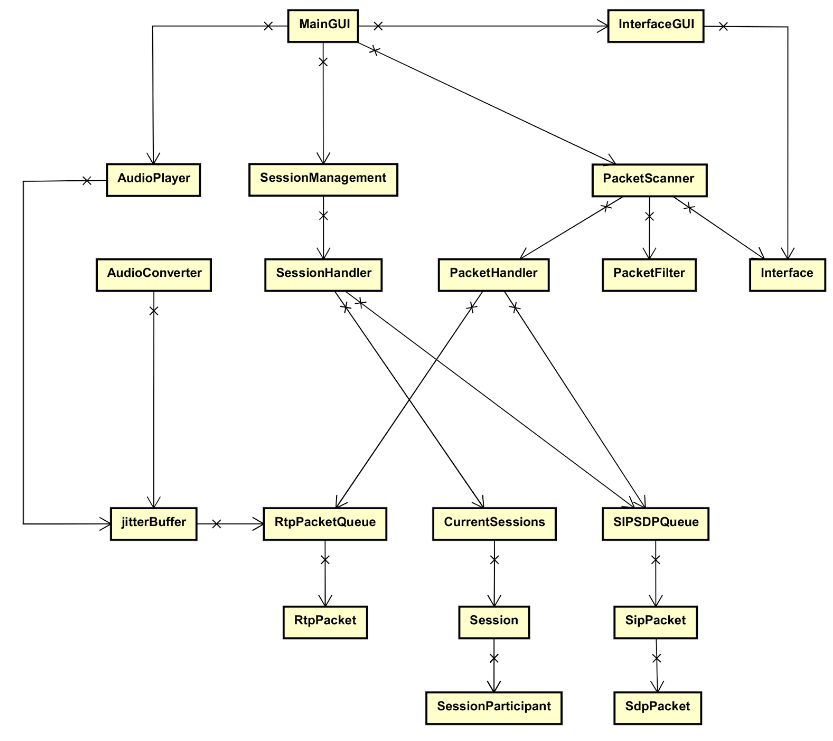 MainGUI
InterfaceGUI
AudioPlayer
SessionManagement
PacketScanner
AudioConverter
SessionHandler
PacketHandler
PacketFilter
Interface
jitterBuffer
RtpPacketQueue
CurrentSessions
SIPSDPQueue
RtpPacket
Session
SipPacket
SessionParticipant
SdpPacket